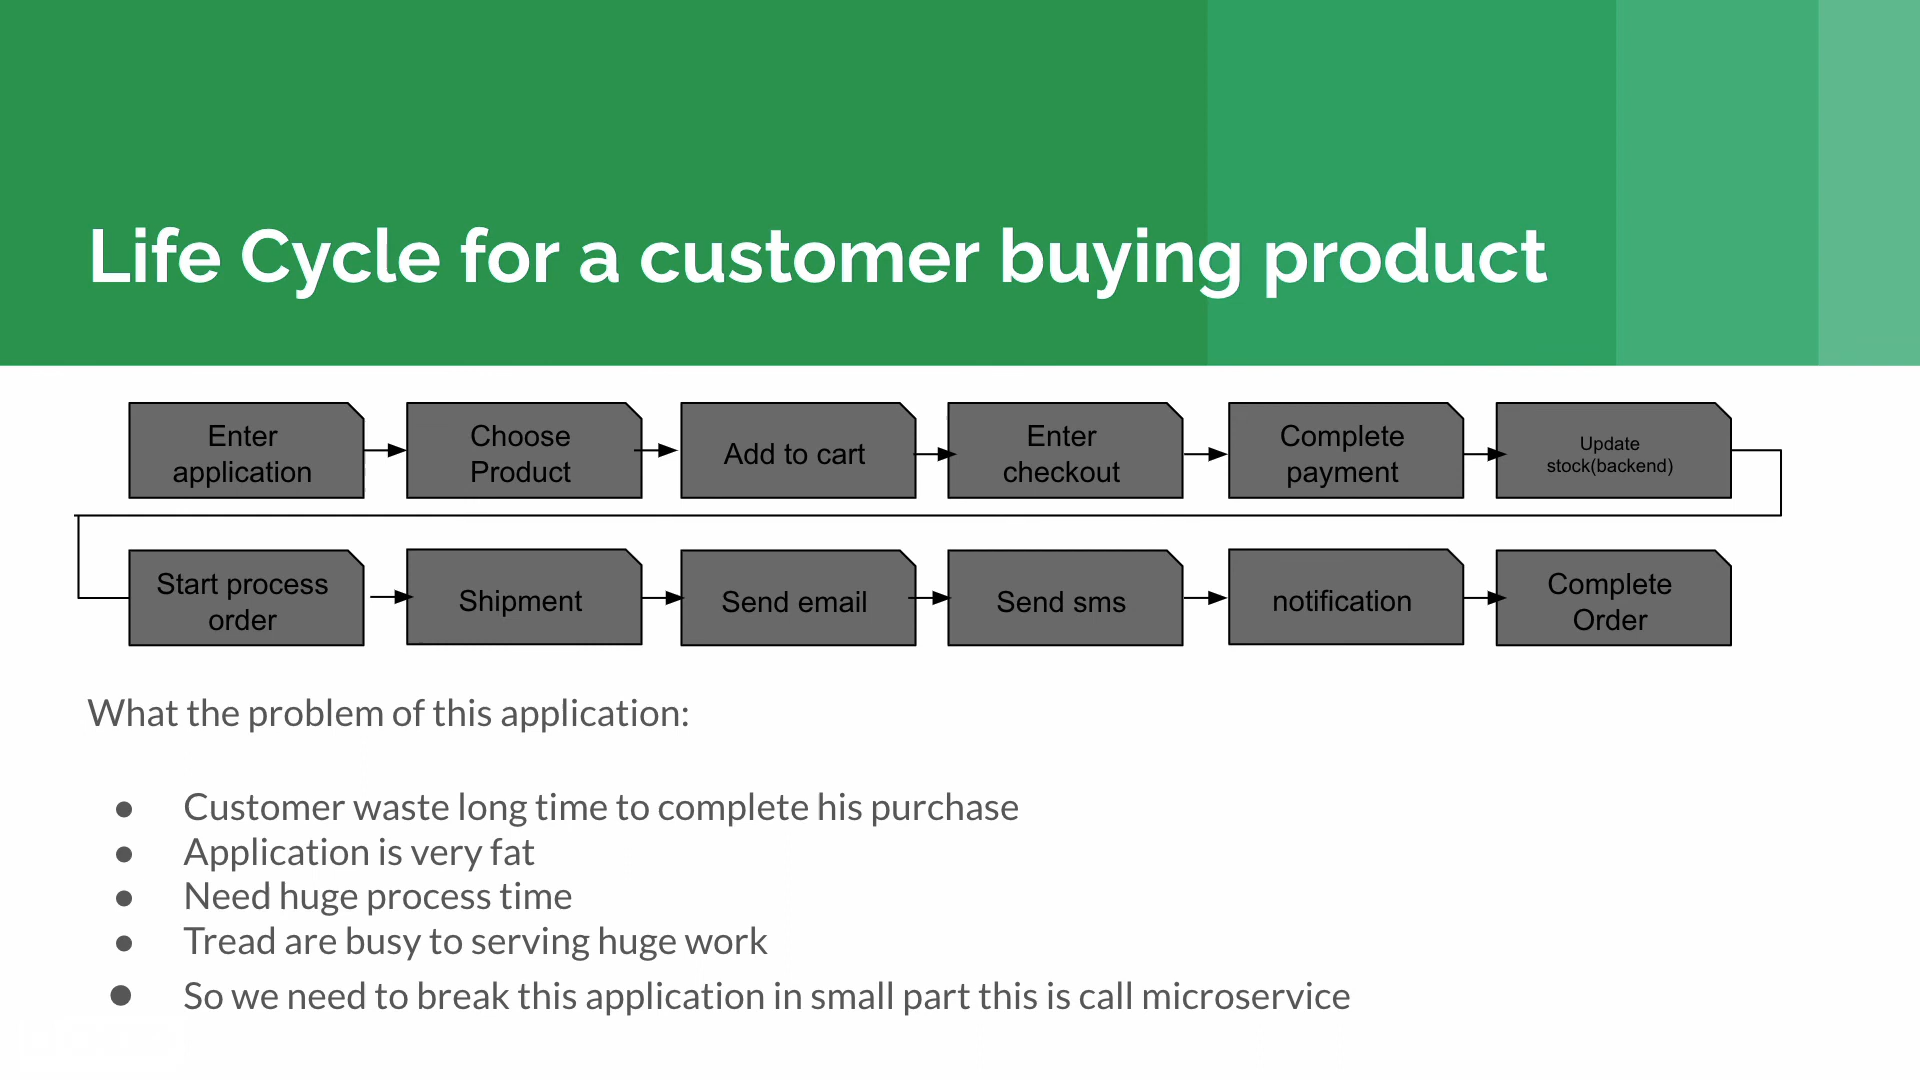 Life Cycle for a customer buying product
Enter
application
Choose
Product
Add to cart
Enter
checkout
Complete
payment
Update
stock(backend)
Start process
order
Shipment
Send email
Send sms
notification
Complete
Order
What the problem of this application:
● Customer waste long time to complete his purchase
● Application is very fat
● Need huge process time
● Tread are busy to serving huge work
● So we need to break this application in small part this is call microservice